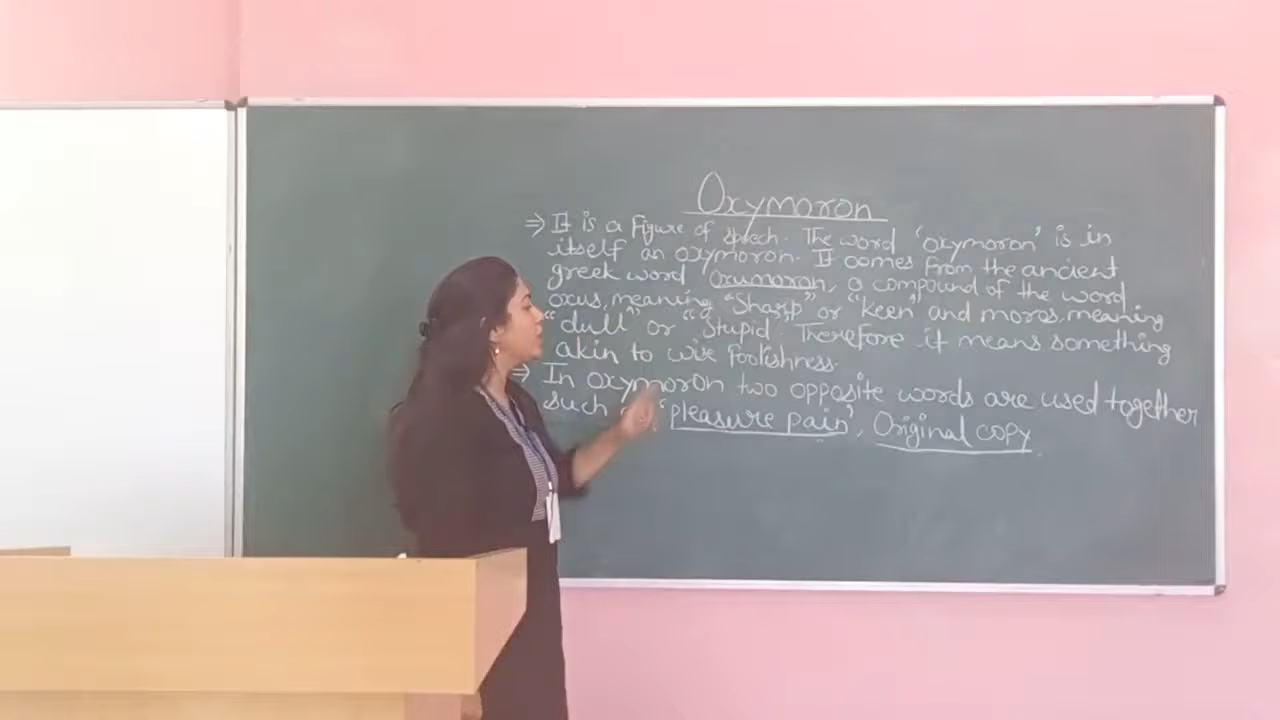 Oxymoron
⇒ It is a Figure of speech. The word 'oxymoron' is in
itself an oxymoron. It comes from the ancient
greek word Oxumoron, a compound of the word
oxus, meaning "Sharp" or "keen" and moros, meaning
"dull" or "Stupid. Therefore it means something
akin to wise Foolishness.
⇒ In oxymoron two opposite words are used together
such 'pleasure pain', Original copy.